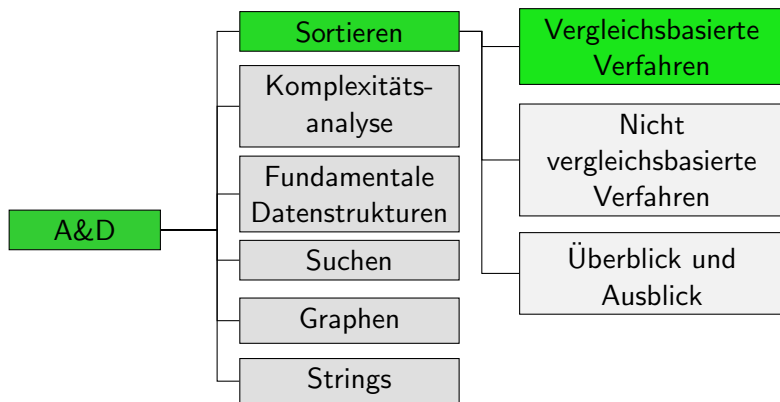 A&D
Sortieren
Komplexitäts-
analyse
Fundamentale
Datenstrukturen
Suchen
Graphen
Strings
Vergleichsbasierte
Verfahren
Nicht
vergleichsbasierte
Verfahren
Überblick und
Ausblick